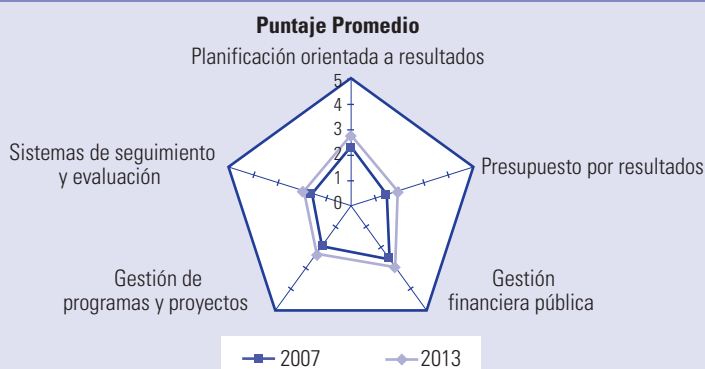 Puntaje Promedio
Planificación orientada a resultados
5
4
3
2
1
0
Sistemas de seguimiento
y evaluación
Presupuesto por resultados
Gestión de
programas y proyectos
Gestión
financiera pública
2007
2013